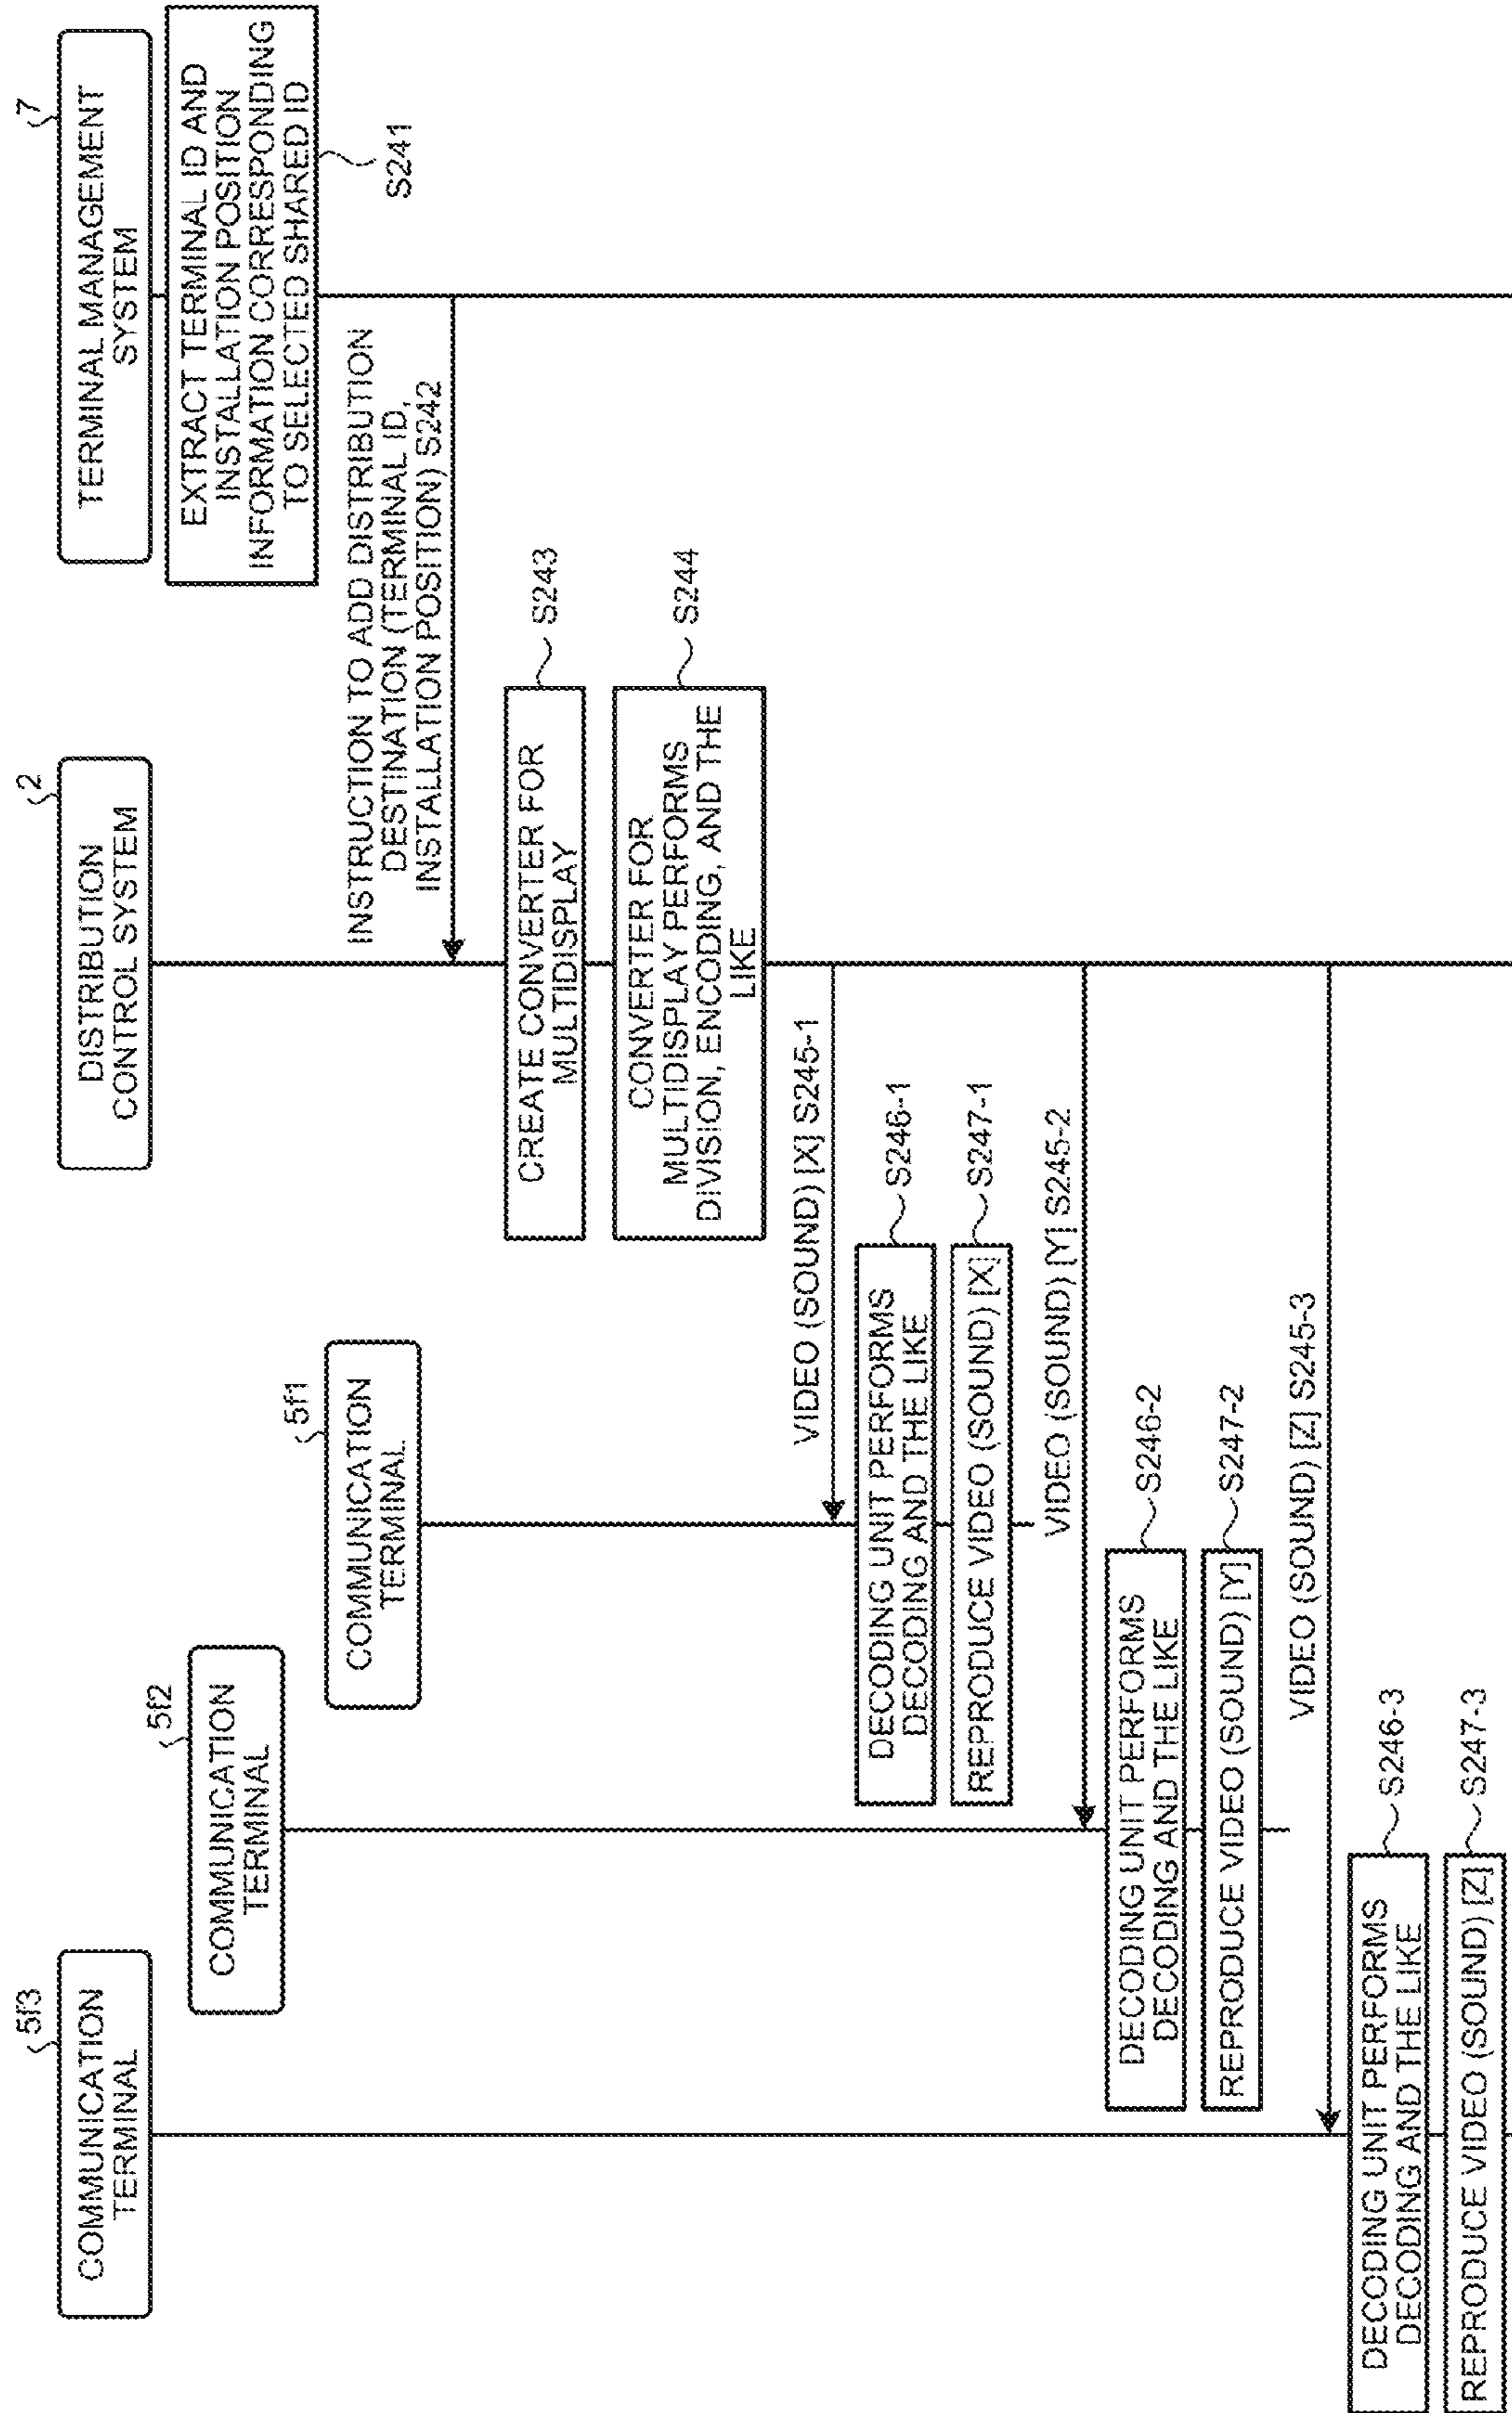 5f3
COMMUNICATION
TERMINAL
5f2
COMMUNICATION
TERMINAL
5f1
COMMUNICATION
TERMINAL
2
DISTRIBUTION
CONTROL SYSTEM
7
TERMINAL MANAGEMENT
SYSTEM
EXTRACT TERMINAL ID AND
INSTALLATION POSITION
INFORMATION CORRESPONDING
TO SELECTED SHARED ID
S241
INSTRUCTION TO ADD DISTRIBUTION
DESTINATION (TERMINAL ID,
INSTALLATION POSITION) S242
CREATE CONVERTER FOR
MULTIDISPLAY
S243
CONVERTER FOR
MULTIDISPLAY PERFORMS
DIVISION, ENCODING, AND THE
LIKE
S244
VIDEO (SOUND) [X] S245-1
DECODING UNIT PERFORMS
DECODING AND THE LIKE
S246-1
REPRODUCE VIDEO (SOUND) [X]
S247-1
VIDEO (SOUND) [Y] S245-2
DECODING UNIT PERFORMS
DECODING AND THE LIKE
S246-2
REPRODUCE VIDEO (SOUND) [Y]
S247-2
VIDEO (SOUND) [Z] S245-3
DECODING UNIT PERFORMS
DECODING AND THE LIKE
S246-3
REPRODUCE VIDEO (SOUND) [Z]
S247-3